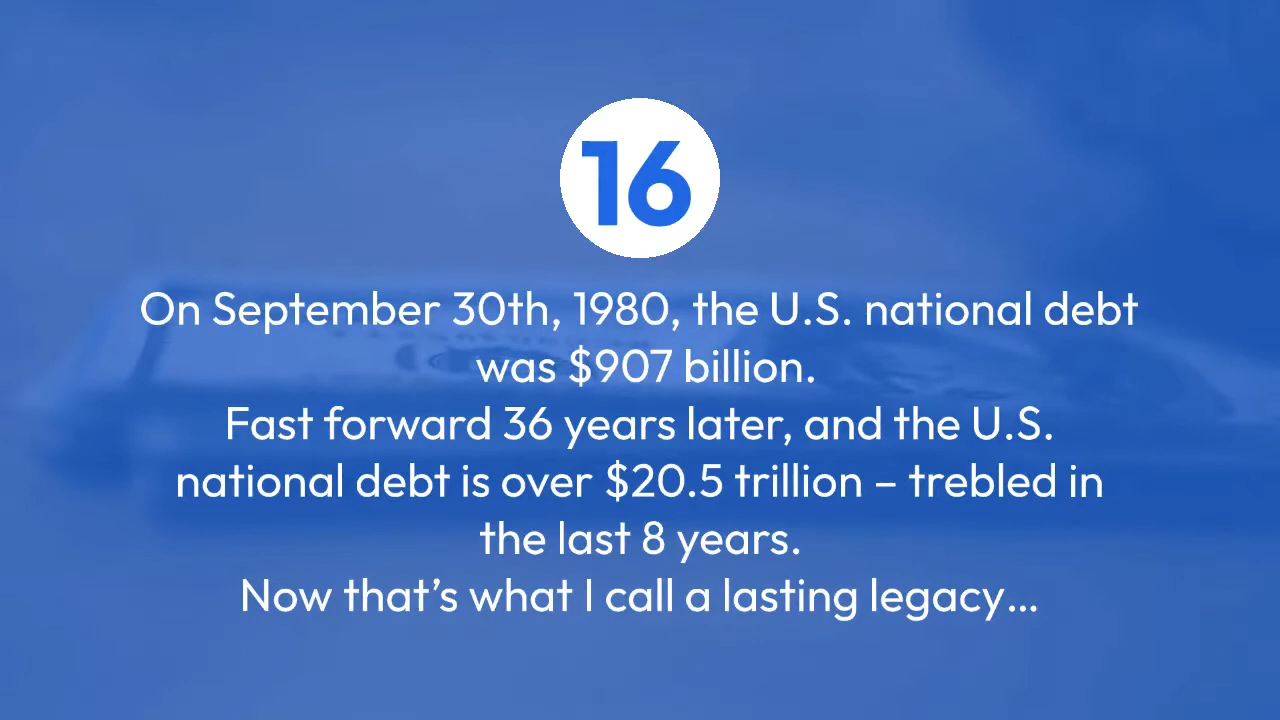 16
On September 30th, 1980, the U.S. national debt
was $907 billion.
Fast forward 36 years later, and the U.S.
national debt is over $20.5 trillion – trebled in
the last 8 years.
Now that’s what I call a lasting legacy…